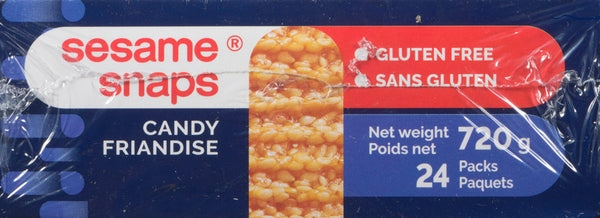 sesame ®
snaps
CANDY
FRIANDISE
GLUTEN FREE
SANS GLUTEN
Net weight 720 g
Poids net
24 Packs
Paquets